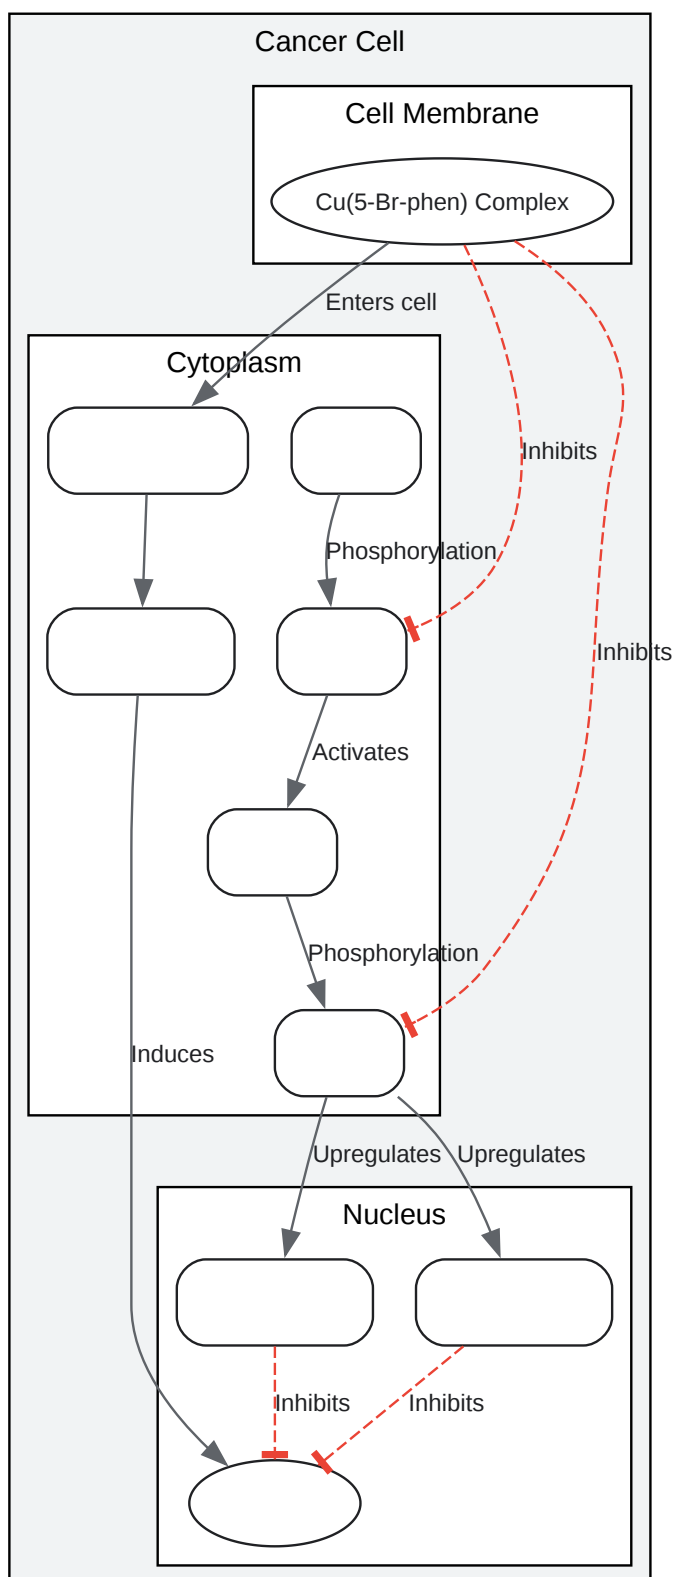 Cancer Cell
Cell Membrane
Cu(5-Br-phen) Complex
Enters cell
Cytoplasm
Inhibits
Phosphorylation
Inhibits
Activates
Phosphorylation
Induces
Upregulates
Upregulates
Nucleus
Inhibits
Inhibits